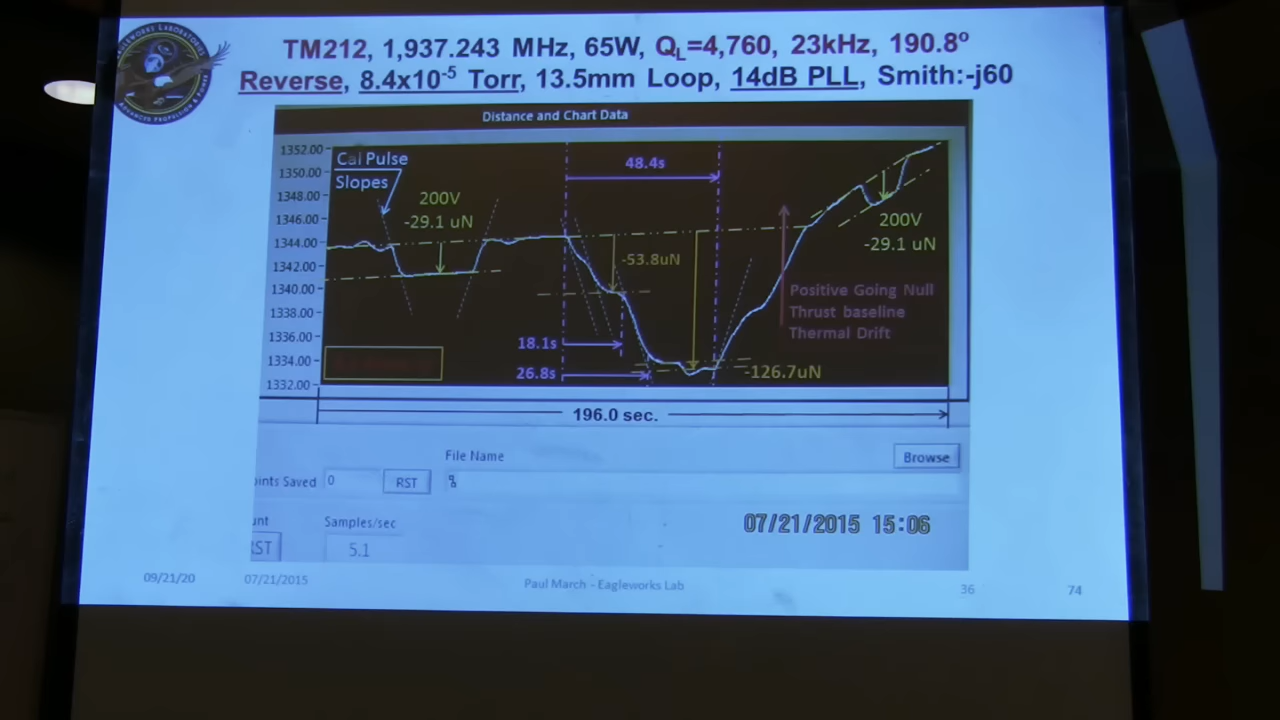 TM212, 1,937.243 MHz, 65W, QL=4,760, 23kHz, 190.8º
Reverse, 8.4x10-5 Torr, 13.5mm Loop, 14dB PLL, Smith:-j60
Distance and Chart Data
1352.00
1350.00
1348.00
1346.00
1344.00
1342.00
1340.00
1338.00
1336.00
1334.00
1332.00
Cal Pulse
Slopes
200V
-29.1 uN
48.4s
-53.8uN
18.1s
26.8s
-126.7uN
200V
-29.1 uN
Positive Going Null
Thrust baseline
Thermal Drift
196.0 sec.
File Name
Browse
ints Saved 0 RST %
unt
RST
Samples/sec
5.1
07/21/2015 15:06
09/21/20 07/21/2015 Paul March - Eagleworks Lab 36 74